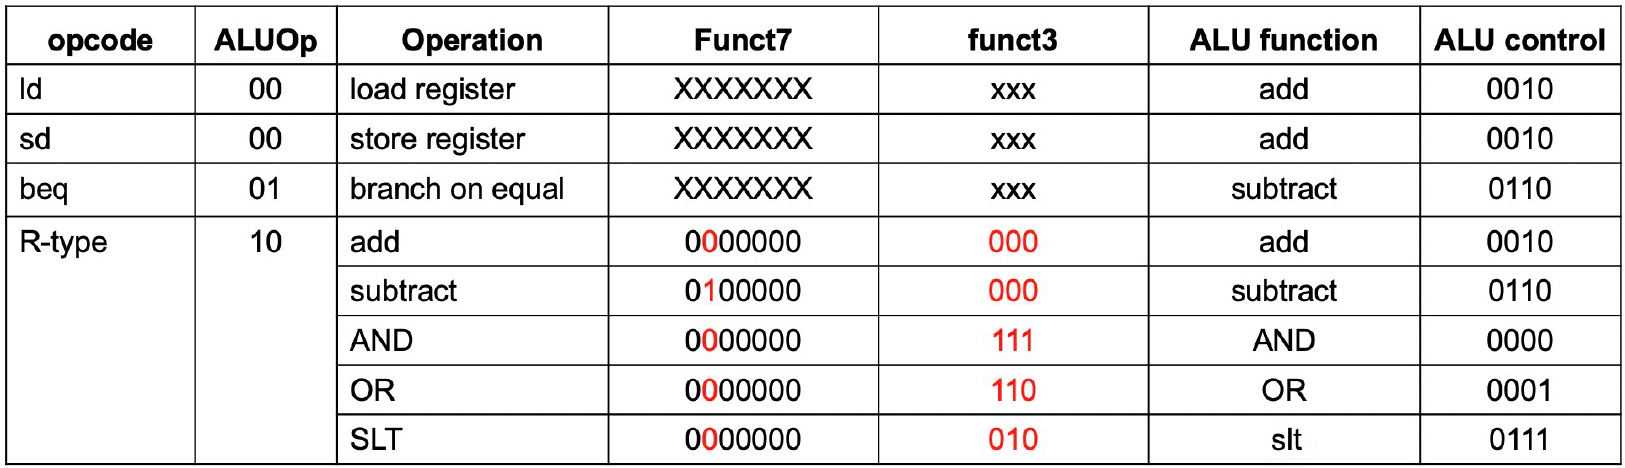 opcode ALUOp Operation Funct7 funct3 ALU function ALU control
ld 00 load register XXXXXXX xxx add 0010
sd 00 store register XXXXXXX xxx add 0010
beq 01 branch on equal XXXXXXX xxx subtract 0110
R-type 10 add 0000000 000 add 0010
subtract 0100000 000 subtract 0110
AND 0000000 111 AND 0000
OR 0000000 110 OR 0001
SLT 0000000 010 slt 0111